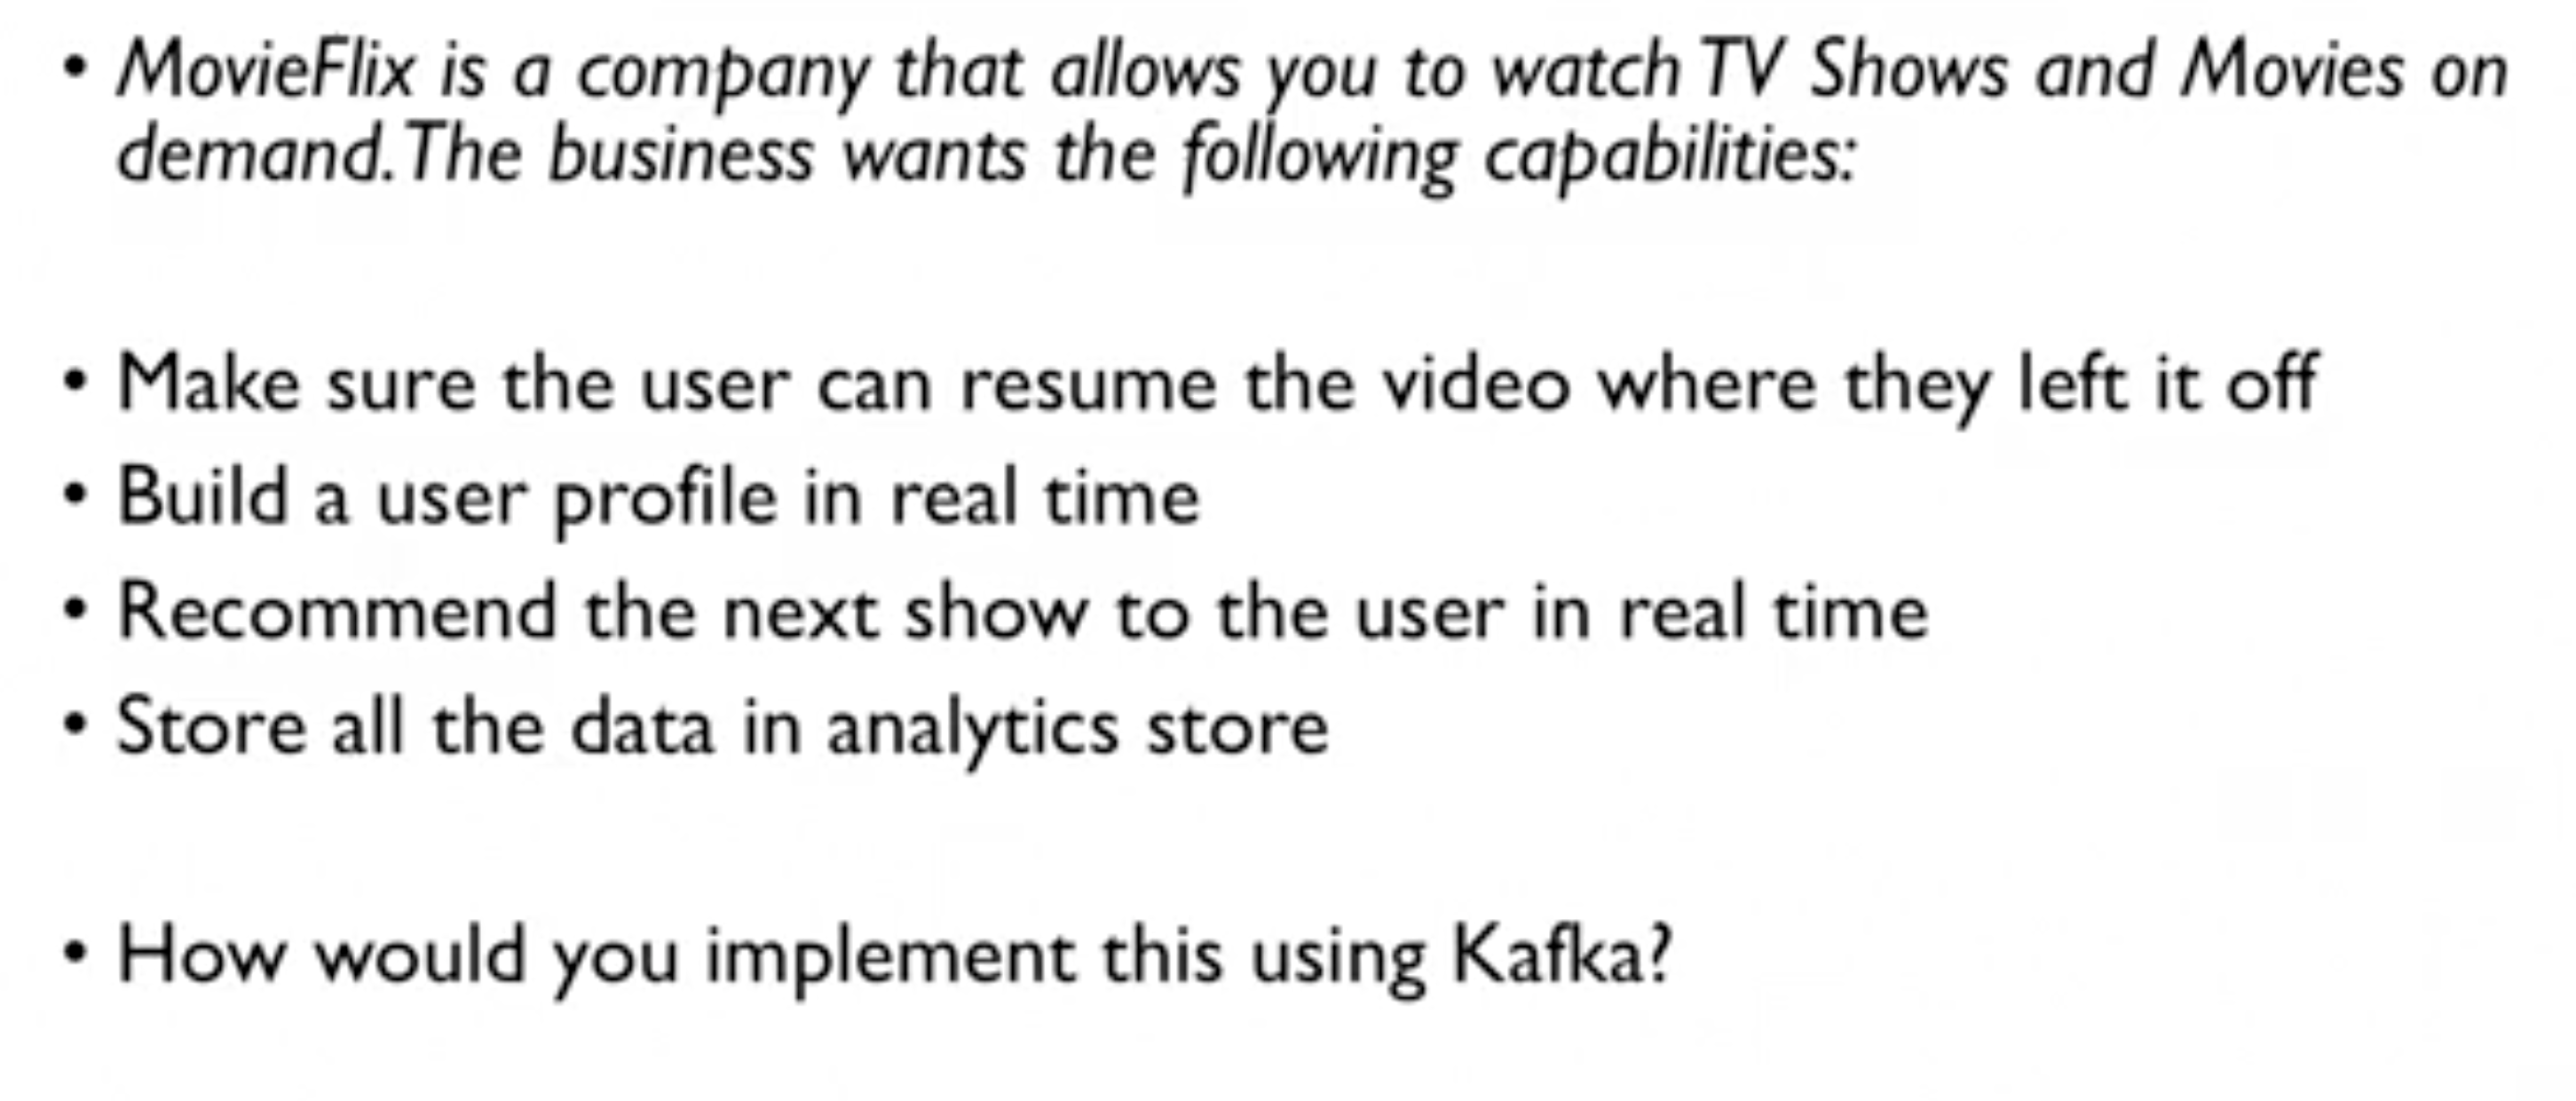 • MovieFlix is a company that allows you to watch TV Shows and Movies on
demand. The business wants the following capabilities:
• Make sure the user can resume the video where they left it off
• Build a user profile in real time
• Recommend the next show to the user in real time
• Store all the data in analytics store
• How would you implement this using Kafka?